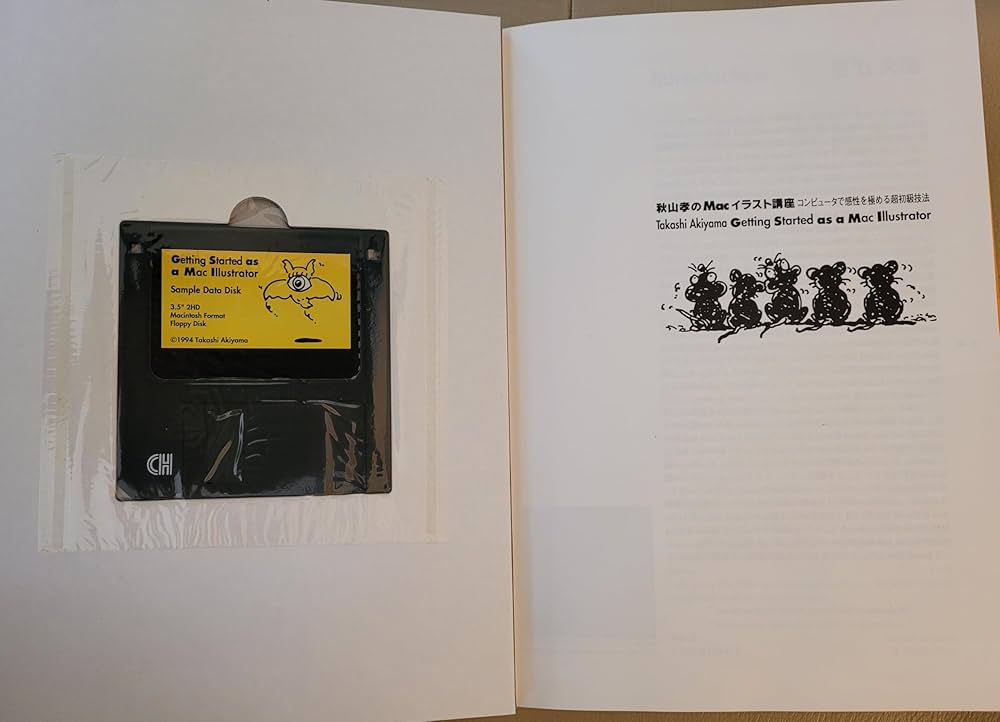 Getting Started as
a Mac Illustrator
Sample Data Disk
3.5" 2HD
Macintosh Format
Floppy Disk
©1994 Takashi Akiyama
CH
秋山孝のMacイラスト講座 コンピュータで感性を極める超初級技法
Takashi Akiyama Getting Started as a Mac Illustrator